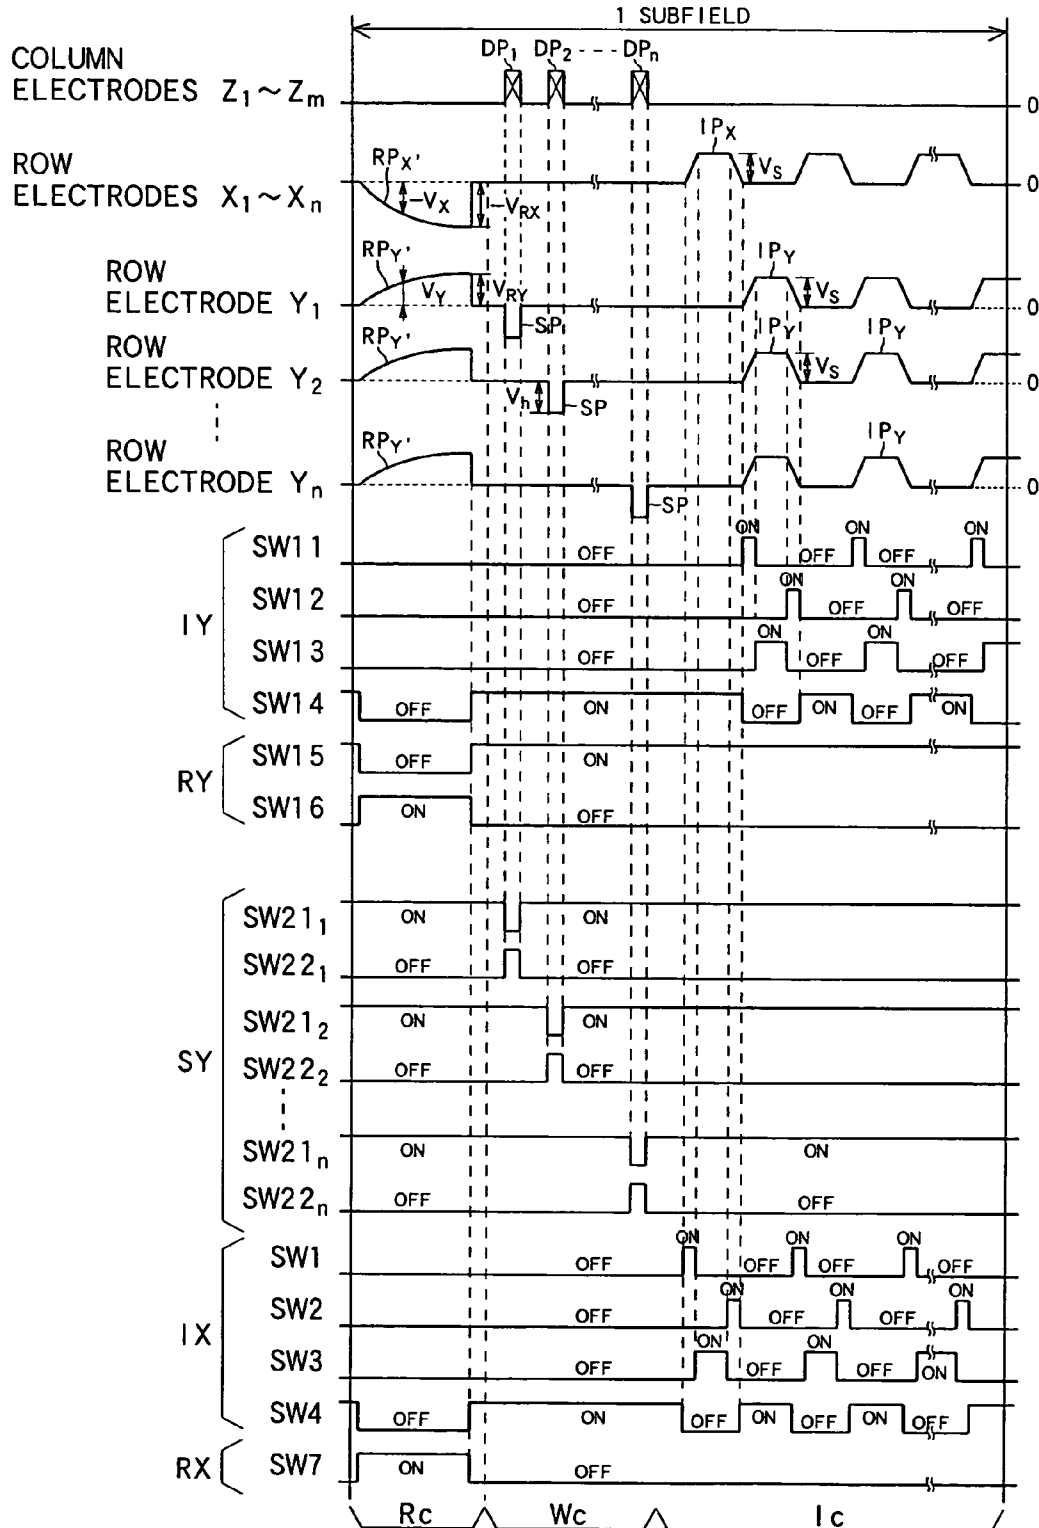 1 SUBFIELD
COLUMN
ELECTRODES Z1~Zm
DP1 DP2 DPn
0
ROW
ELECTRODES X1~Xn
RPX' -VX -VRX IPX VS 0
ROW
ELECTRODE Y1
RPY' VY VRY SP IPY VS 0
ROW
ELECTRODE Y2
RPY' Vh SP IPY VS IPY 0
ROW
ELECTRODE Yn
RPY' SP IPY 0
IY
SW11 OFF ON OFF ON OFF ON
SW12 OFF ON OFF ON OFF
SW13 OFF ON OFF ON OFF
SW14 OFF ON OFF ON OFF ON
RY
SW15 OFF ON
SW16 ON OFF
SY
SW211 ON ON
SW221 OFF OFF
SW212 ON ON
SW222 OFF OFF
SW21n ON ON
SW22n OFF OFF
IX
SW1 OFF ON OFF ON OFF ON OFF
SW2 OFF ON OFF ON OFF ON
SW3 OFF ON OFF ON OFF ON
SW4 OFF ON OFF ON OFF ON OFF
RX
SW7 ON OFF
Rc Wc Ic